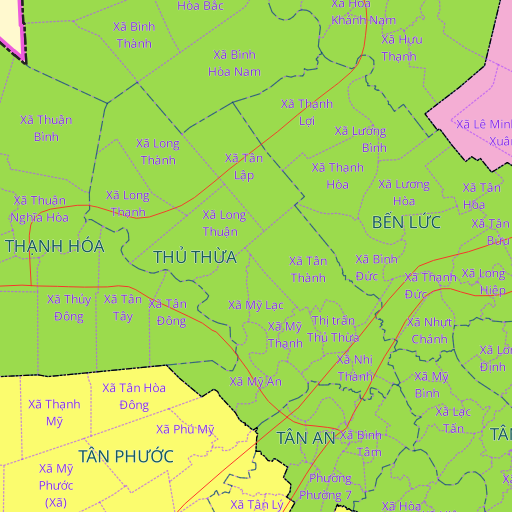 Hòa Bắc
Xã Hòa
Khánh Nam
Xã Bình
Thành
Xã Hựu
Thạnh
Xã Bình
Hòa Nam
Xã Thạnh
Lợi
Xã Thuận
Bình
Xã Lê Minh
Xuân
Xã Lương
Bình
Xã Long
Thành
Xã Tân
Lập
Xã Thạnh
Hóa
Xã Lương
Hòa
Xã Tân
Hòa
Xã Thuận
Nghĩa Hòa
Xã Long
Thạnh
Xã Long
Thuận
BẾN LỨC
Xã Tân
Bửu
THẠNH HÓA
THỦ THỪA
Xã Tân
Thành
Xã Bình
Đức
Xã Thạnh
Đức
Xã Long
Hiệp
Xã Thủy
Đông
Xã Tân
Tây
Xã Tân
Đông
Xã Mỹ Lạc
Xã Mỹ
Thạnh
Thị trấn
Thủ Thừa
Xã Nhựt
Chánh
Xã Nhị
Thành
Xã Mỹ An
Xã Mỹ
Bình
Định
Xã Tân Hòa
Đông
Xã Thạnh
Mỹ
Xã Lạc
Tấn
Xã Phú Mỹ
TÂN AN
Xã Bình
Tâm
TÂN PHƯỚC
Xã Mỹ
Phước
(Xã)
Phường
Phường 7
Xã Tân Lý
Xã Hòa